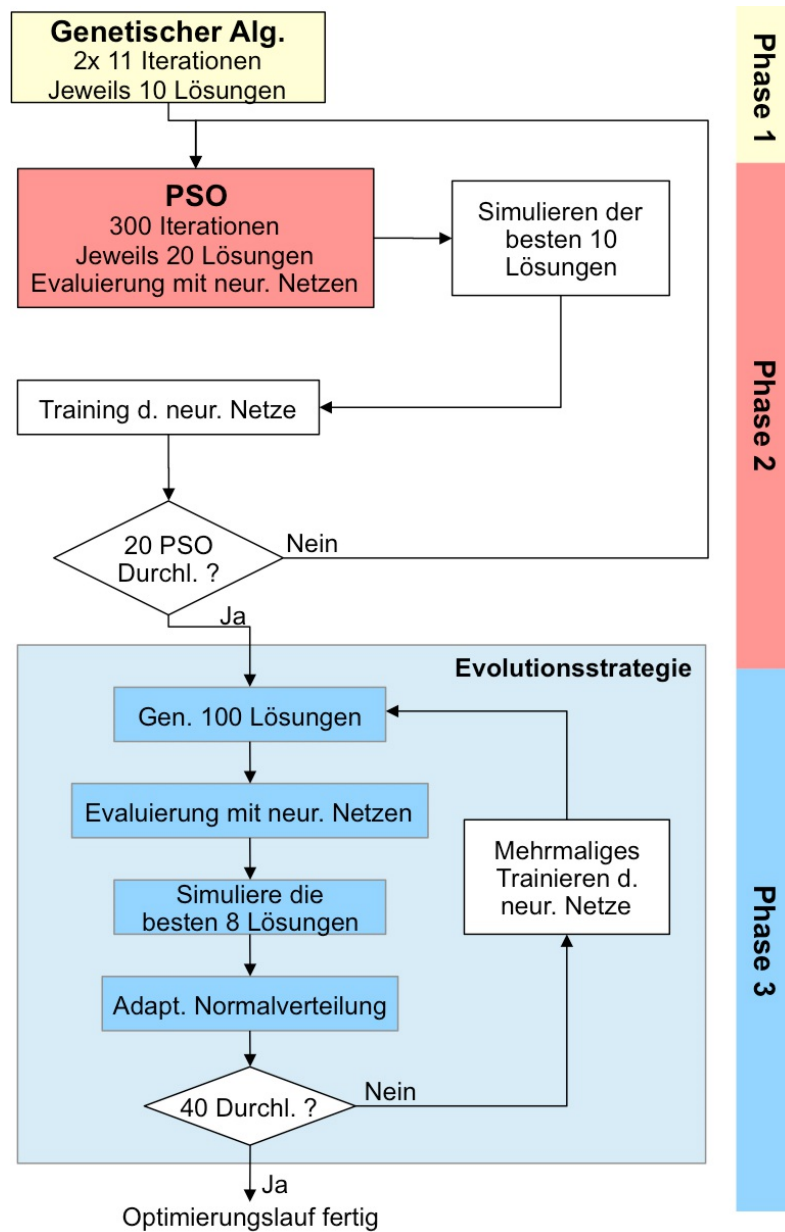 Genetischer Alg.
2x 11 Iterationen
Jeweils 10 Lösungen
Phase 1
PSO
300 Iterationen
Jeweils 20 Lösungen
Evaluierung mit neur. Netzen
Simulieren der
besten 10
Lösungen
Training d. neur. Netze
Phase 2
20 PSO
Durchl. ?
Nein
Ja
Evolutionsstrategie
Gen. 100 Lösungen
Evaluierung mit neur. Netzen
Simuliere die
besten 8 Lösungen
Adapt. Normalverteilung
Mehrmaliges
Trainieren d.
neur. Netze
Phase 3
40 Durchl. ?
Nein
Ja
Optimierungslauf fertig